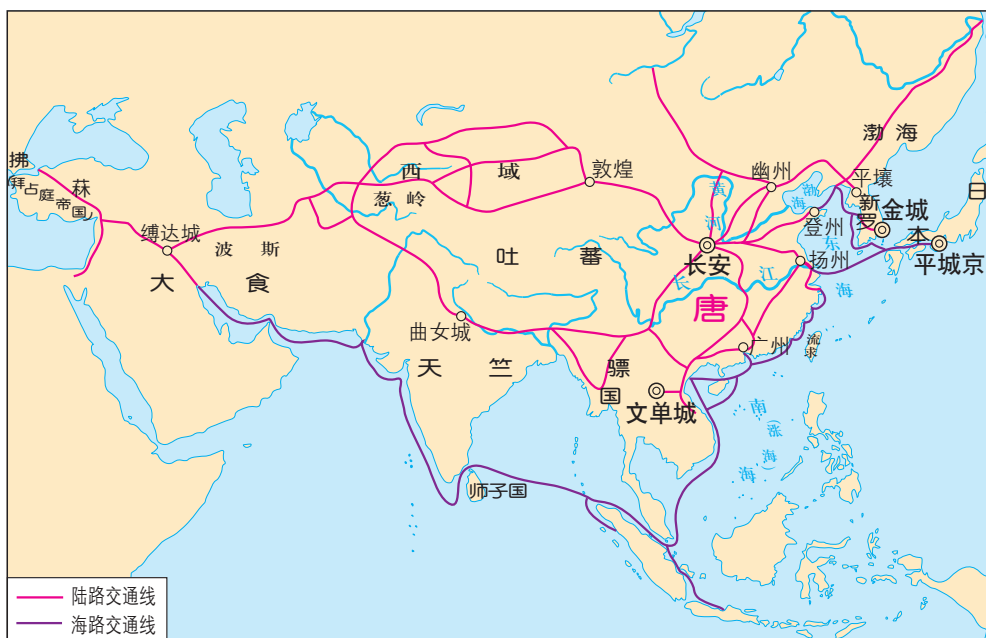 渤海
拂菻
(拜占庭帝国)
西域
葱岭
敦煌
幽州
平壤
日本
黄河
渤海
登州
新罗
金城
平城京
缚达城
波斯
大食
吐蕃
长安
长江
扬州
东海
唐
曲女城
天竺
骠国
广州
流求
文单城
南海
(涨海)
师子国
陆路交通线
海路交通线